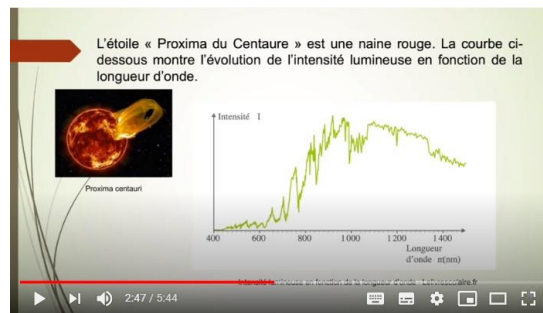 L'étoile « Proxima du Centaure » est une naine rouge. La courbe ci-
dessous montre l'évolution de l'intensité lumineuse en fonction de la
longueur d'onde.
Intensité I
Proxima centauri
400 600 800 1 000 1 200 1 400
Longueur
d'onde π(nm)
Intensité lumineuse en fonction de la longueur d'onde - Lelivrescolaire.fr
2:47 / 5:44